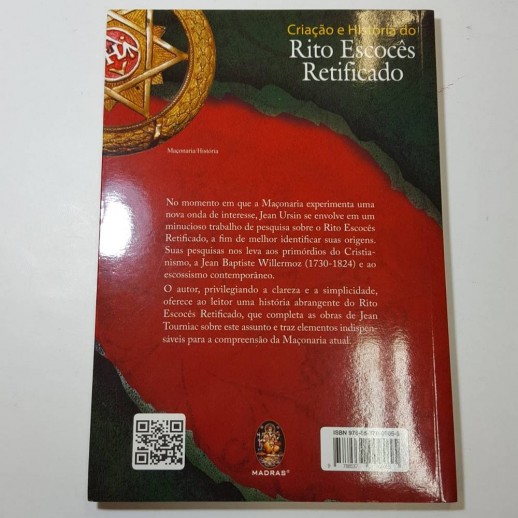 Criação e História do
Rito Escocês
Retificado
Maçonaria/História
No momento em que a Maçonaria experimenta uma
nova onda de interesse, Jean Ursin se envolve em um
minucioso trabalho de pesquisa sobre o Rito Escocês
Retificado, a fim de melhor identificar suas origens.
Suas pesquisas nos leva aos primórdios do Cristia-
nismo, a Jean Baptiste Willermoz (1730-1824) e ao
escossismo contemporâneo.
O autor, privilegiando a clareza e a simplicidade,
oferece ao leitor uma história abrangente do Rito
Escocês Retificado, que completa as obras de Jean
Tourniac sobre este assunto e traz elementos indispen-
sáveis para a compreensão da Maçonaria atual.
MADRAS®
ISBN